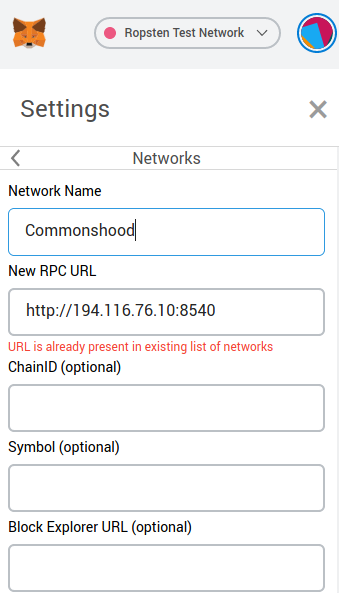 Ropsten Test Network
Settings
Networks
Network Name
Commonshood
New RPC URL
http://194.116.76.10:8540
URL is already present in existing list of networks
ChainID (optional)
Symbol (optional)
Block Explorer URL (optional)